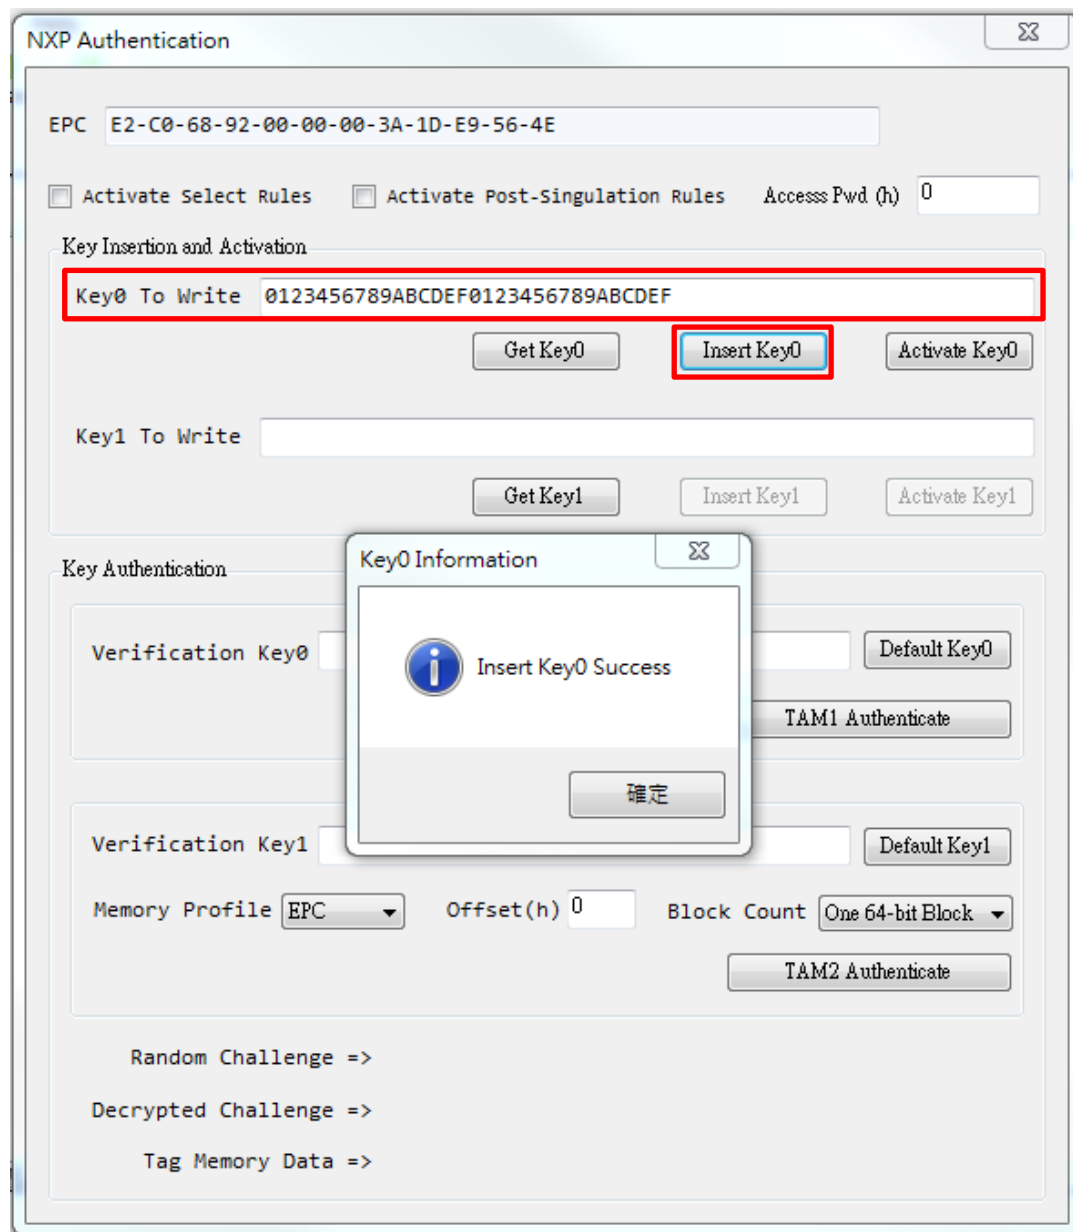 NXP Authentication
EPC E2-C0-68-92-00-00-00-3A-1D-E9-56-4E
Activate Select Rules Activate Post-Singulation Rules Accesss Pwd (h) 0
Key Insertion and Activation
Key0 To Write 0123456789ABCDEF0123456789ABCDEF
Get Key0 Insert Key0 Activate Key0
Key1 To Write
Get Key1 Insert Key1 Activate Key1
Key Authentication
Key0 Information
Verification Key0 Default Key0
Insert Key0 Success
TAM1 Authenticate
確定
Verification Key1 Default Key1
Memory Profile EPC Offset(h) 0 Block Count One 64-bit Block
TAM2 Authenticate
Random Challenge =>
Decrypted Challenge =>
Tag Memory Data =>